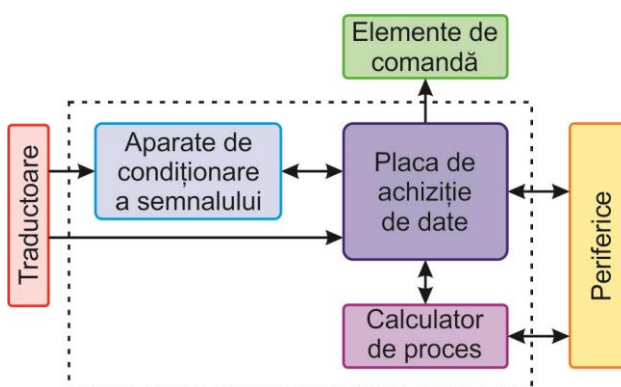 Elemente de
comandă
Traductoare
Aparate de
condiționare
a semnalului
Placa de
achiziție
de date
Periferice
Calculator
de proces